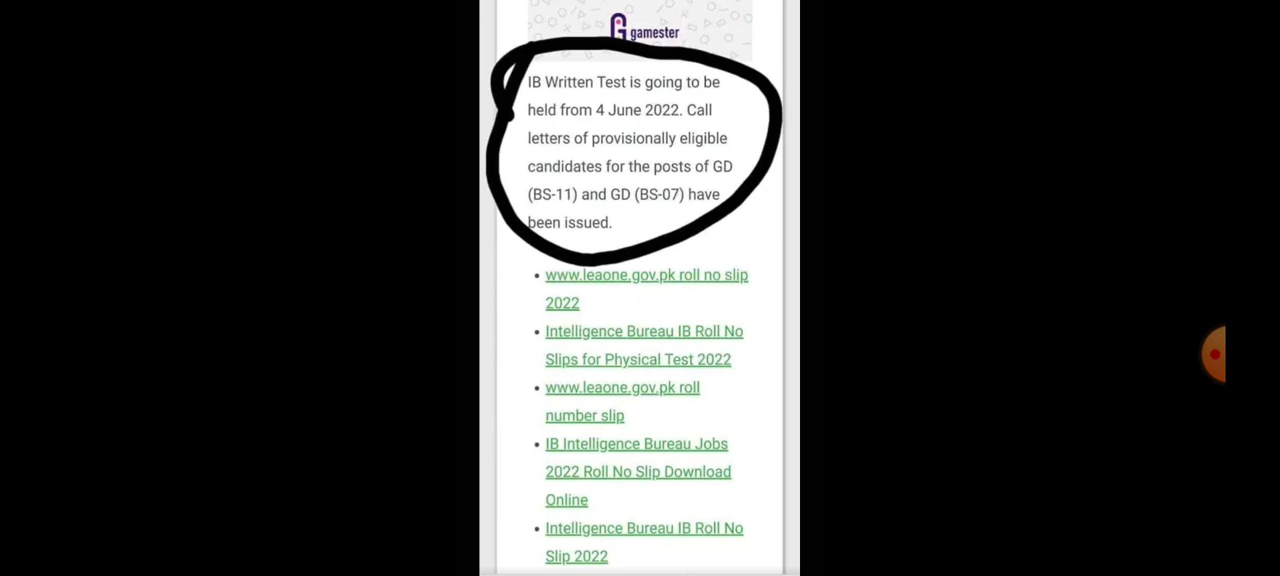 gamester
IB Written Test is going to be
held from 4 June 2022. Call
letters of provisionally eligible
candidates for the posts of GD
(BS-11) and GD (BS-07) have
been issued.
www.leaone.gov.pk roll no slip
2022
Intelligence Bureau IB Roll No
Slips for Physical Test 2022
www.leaone.gov.pk roll
number slip
IB Intelligence Bureau Jobs
2022 Roll No Slip Download
Online
Intelligence Bureau IB Roll No
Slip 2022